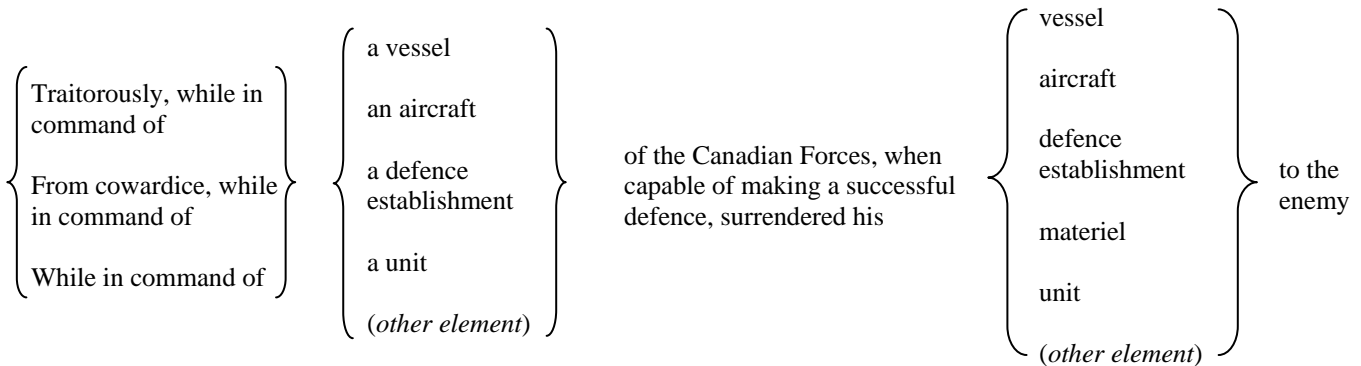 Traitorously, while in
command of
From cowardice, while
in command of
While in command of
a vessel
an aircraft
a defence
establishment
a unit
(other element)
of the Canadian Forces, when
capable of making a successful
defence, surrendered his
vessel
aircraft
defence
establishment
materiel
unit
(other element)
to the
enemy